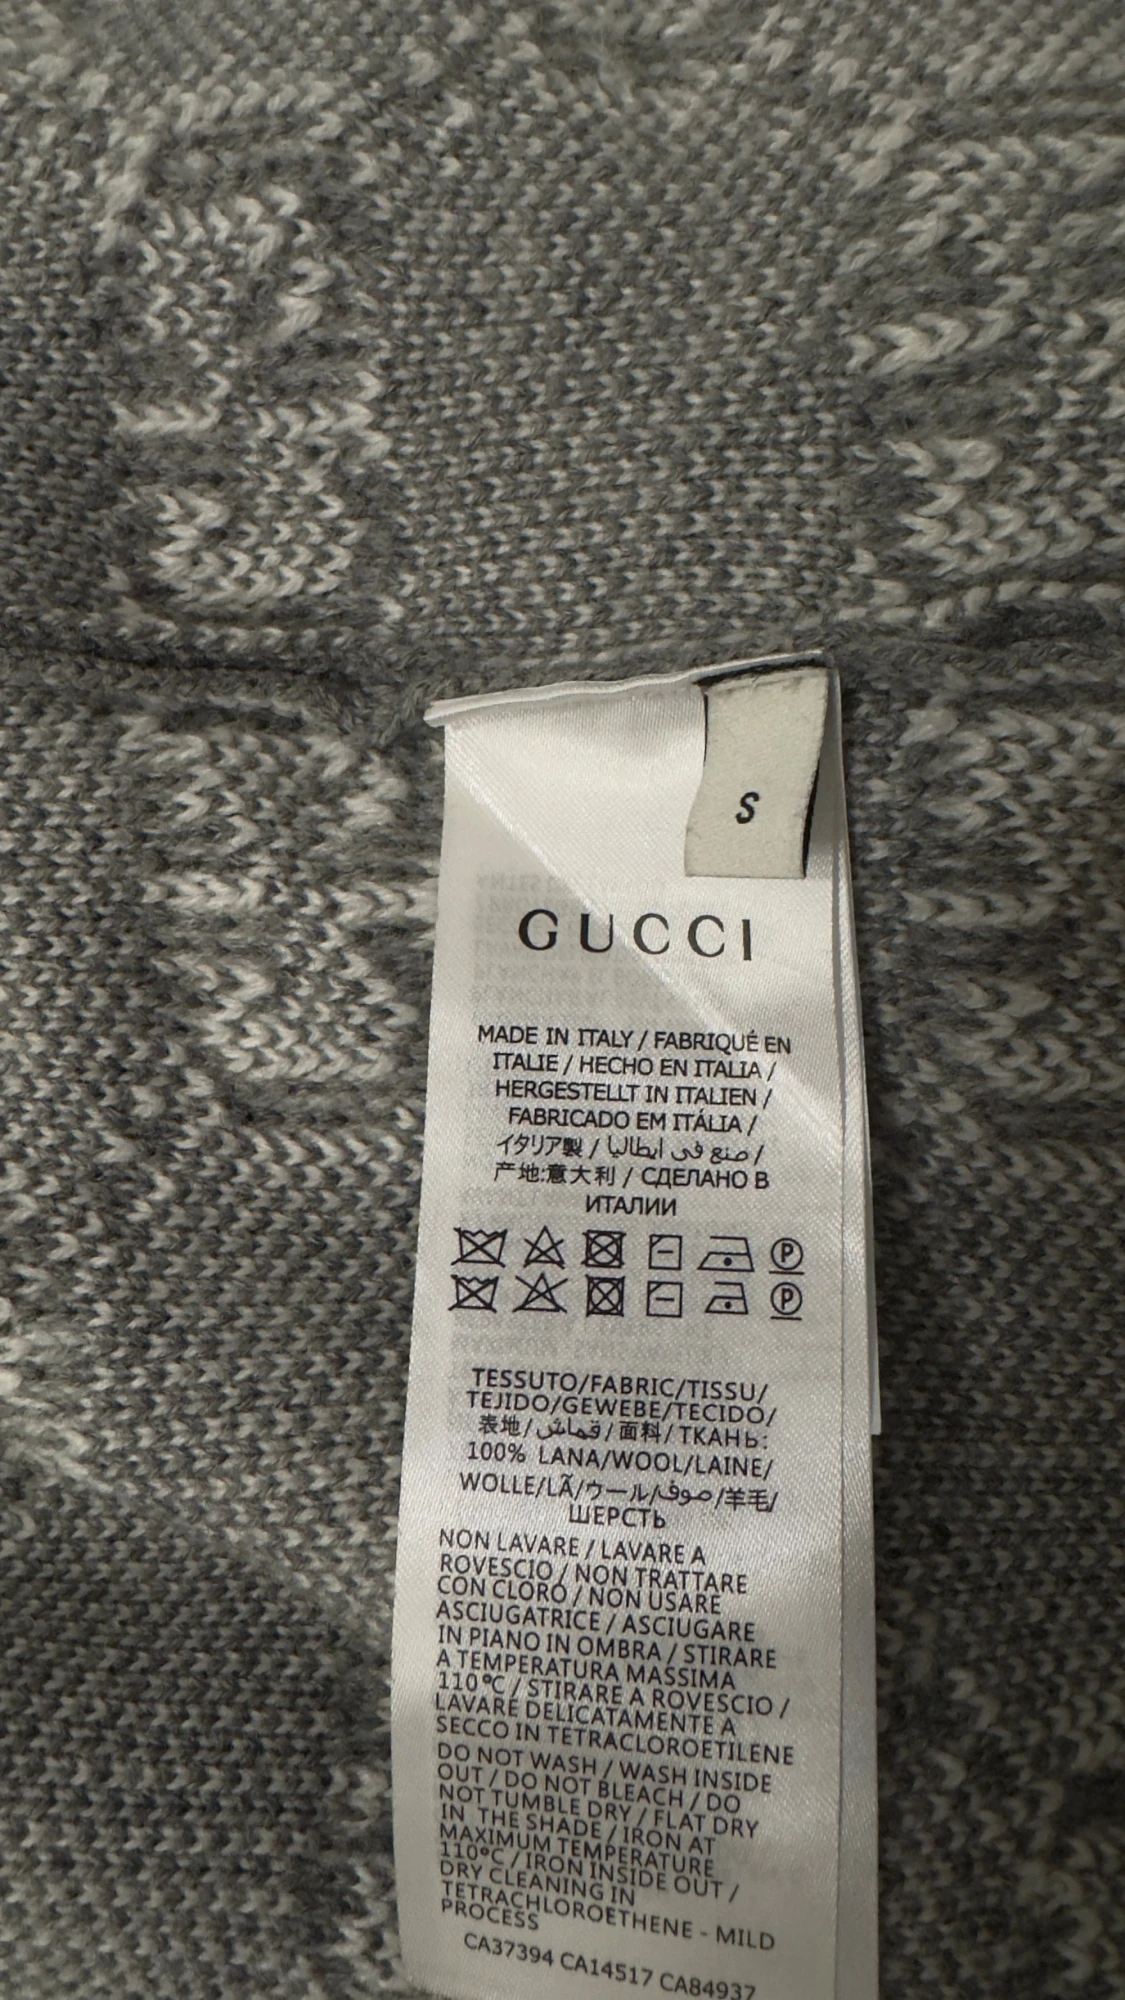 S
GUCCI
MADE IN ITALY / FABRIQUÉ EN
ITALIE / HECHO EN ITALIA /
HERGESTELLT IN ITALIEN /
FABRICADO EM ITÁLIA /
イタリア製 / صنع في ايطاليا /
产地:意大利 / СДЕЛАНО В
ИТАЛИИ
P
P
TESSUTO/FABRIC/TISSU/
TEJIDO/GEWEBE/TECIDO/
表地/قماش/面料/ТКАНЬ:
100% LANA/WOOL/LAINE/
WOLLE/LÃ/ウール/صوف/羊毛/
ШЕРСТЬ
NON LAVARE / LAVARE A
ROVESCIO / NON TRATTARE
CON CLORO / NON USARE
ASCIUGATRICE / ASCIUGARE
IN PIANO IN OMBRA / STIRARE
A TEMPERATURA MASSIMA
110°C / STIRARE A ROVESCIO /
LAVARE DELICATAMENTE A
SECCO IN TETRACLOROETILENE
DO NOT WASH / WASH INSIDE
OUT / DO NOT BLEACH / DO
NOT TUMBLE DRY / FLAT DRY
IN THE SHADE / IRON AT
MAXIMUM TEMPERATURE
110°C / IRON INSIDE OUT /
DRY CLEANING IN
TETRACHLOROETHENE - MILD
PROCESS
CA37394 CA14517 CA84937